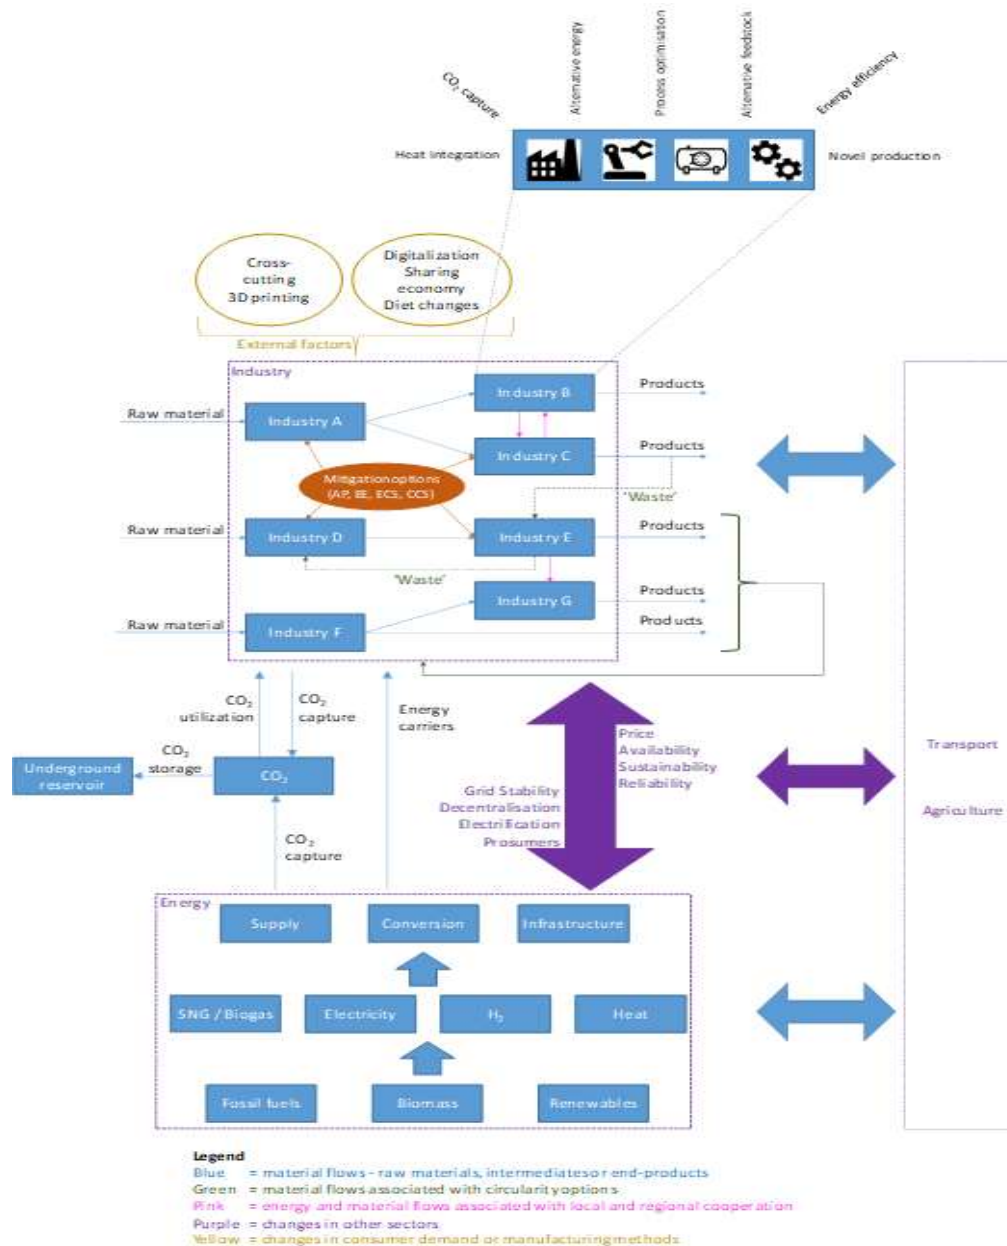 CO2 capture
Alternative energy
Process optimisation
Alternative feedstock
Energy efficiency
Heat integration
Novel production
Cross-
cutting
3D printing
Digitalization
Sharing
economy
Diet changes
External factors
Industry
Raw material
Industry A
Industry B
Products
Industry C
Products
Mitigation options
(AP, EE, ECS, CCS)
'Waste'
Raw material
Industry D
Industry E
Products
'Waste'
Industry G
Products
Raw material
Industry F
Products
CO2
utilization
CO2
capture
Energy
carriers
CO2
storage
Underground
reservoir
CO2
CO2
capture
Price
Availability
Sustainability
Reliability
Grid Stability
Decentralisation
Electrification
Prosumers
Transport
Agriculture
Energy
Supply
Conversion
Infrastructure
SNG / Biogas
Electricity
H2
Heat
Fossil fuels
Biomass
Renewables
Legend
Blue = material flows - raw materials, intermediates or end-products
Green = material flows associated with circularity options
Pink = energy and material flows associated with local and regional cooperation
Purple = changes in other sectors
Yellow = changes in consumer demand or manufacturing methods